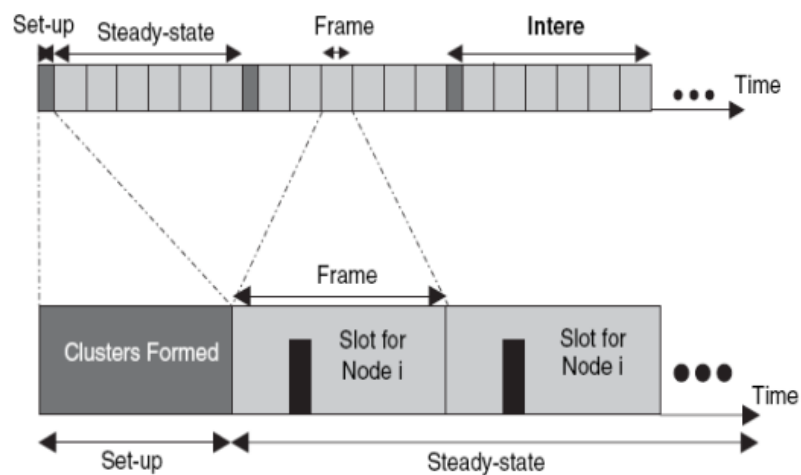 Set-up
Steady-state
Frame
Intere
Time
Frame
Clusters Formed
Slot for
Node i
Slot for
Node i
Time
Set-up
Steady-state